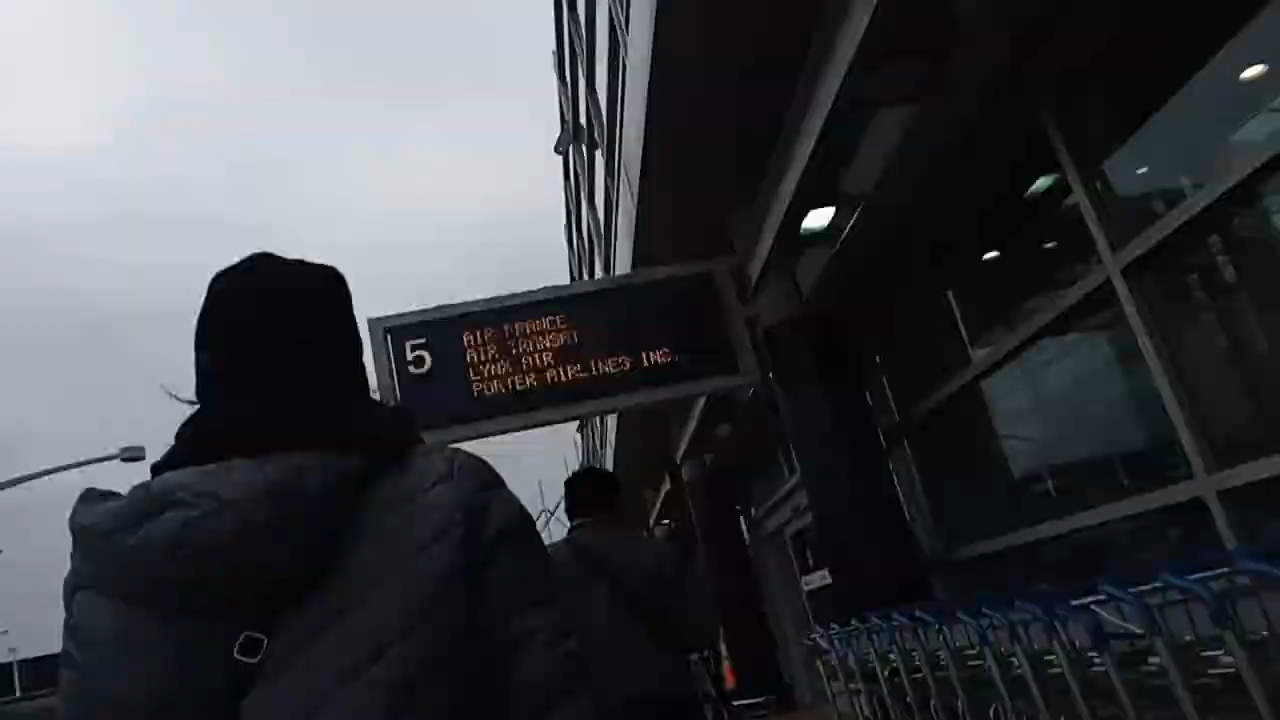 5
AIR FRANCE
AIR TRANSAT
LYNX AIR
PORTER AIRLINES INC.